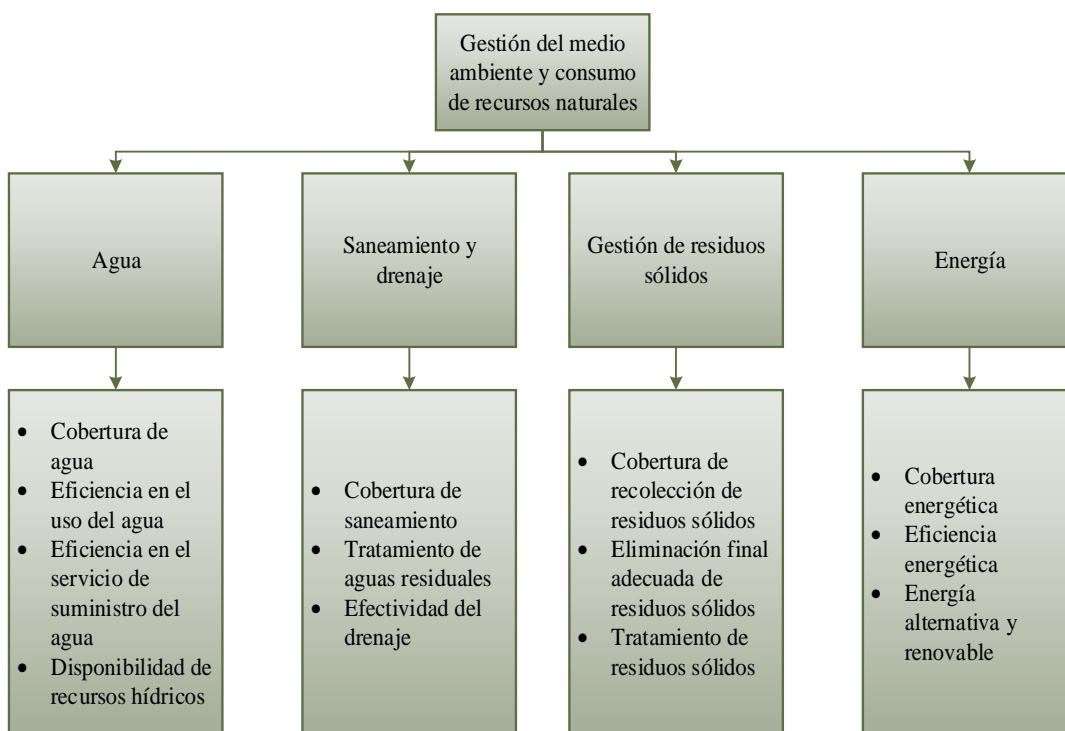 Gestión del medio
ambiente y consumo
de recursos naturales
Agua
Saneamiento y
drenaje
Gestión de residuos
sólidos
Energía
• Cobertura de
agua
• Eficiencia en el
uso del agua
• Eficiencia en el
servicio de
suministro del
agua
• Disponibilidad de
recursos hídricos
• Cobertura de
saneamiento
• Tratamiento de
aguas residuales
• Efectividad del
drenaje
• Cobertura de
recolección de
residuos sólidos
• Eliminación final
adecuada de
residuos sólidos
• Tratamiento de
residuos sólidos
• Cobertura
energética
• Eficiencia
energética
• Energía
alternativa y
renovable